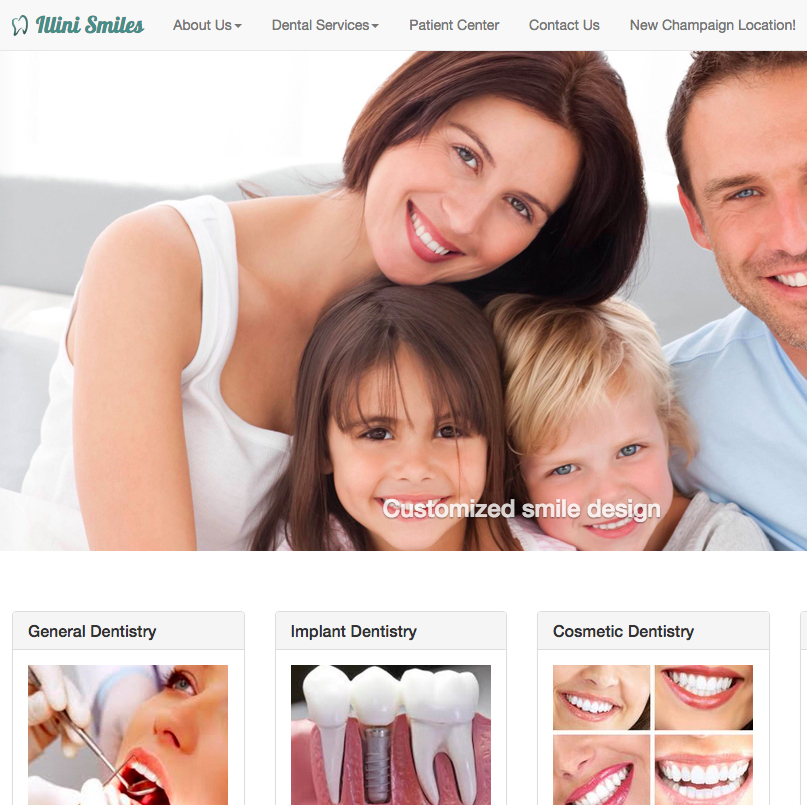 Illini Smiles
About Us
Dental Services
Patient Center
Contact Us
New Champaign Location!
Customized smile design
General Dentistry
Implant Dentistry
Cosmetic Dentistry